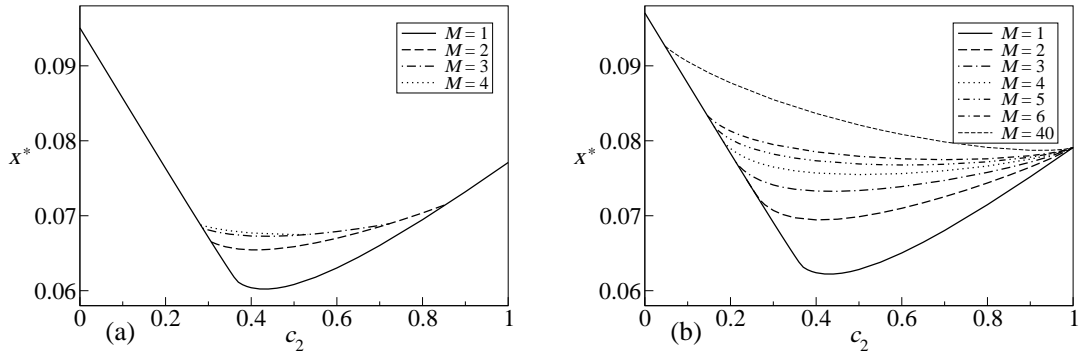 M = 1
M = 2
M = 3
M = 4
0.09
0.08
x*
0.07
0.06
0 0.2 0.4 0.6 0.8 1
(a) c2
M = 1
M = 2
M = 3
M = 4
M = 5
M = 6
M = 40
0.09
0.08
x*
0.07
0.06
0 0.2 0.4 0.6 0.8 1
(b) c2